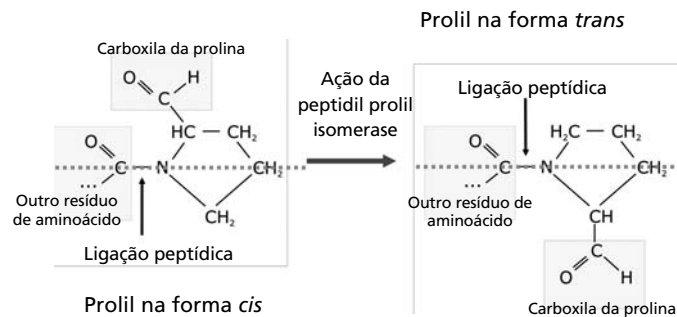 Prolil na forma trans
Carboxila da prolina
O
H
C
HC — CH₂
O
C
N
CH₂
...
CH₂
Outro resíduo
de aminoácido
Ligação peptídica
Prolil na forma cis
Ação da
peptidil prolil
isomerase
Ligação peptídica
H₂C — CH₂
O
C
N
CH₂
...
Outro resíduo de
aminoácido
CH
C
O
H
Carboxila da prolina